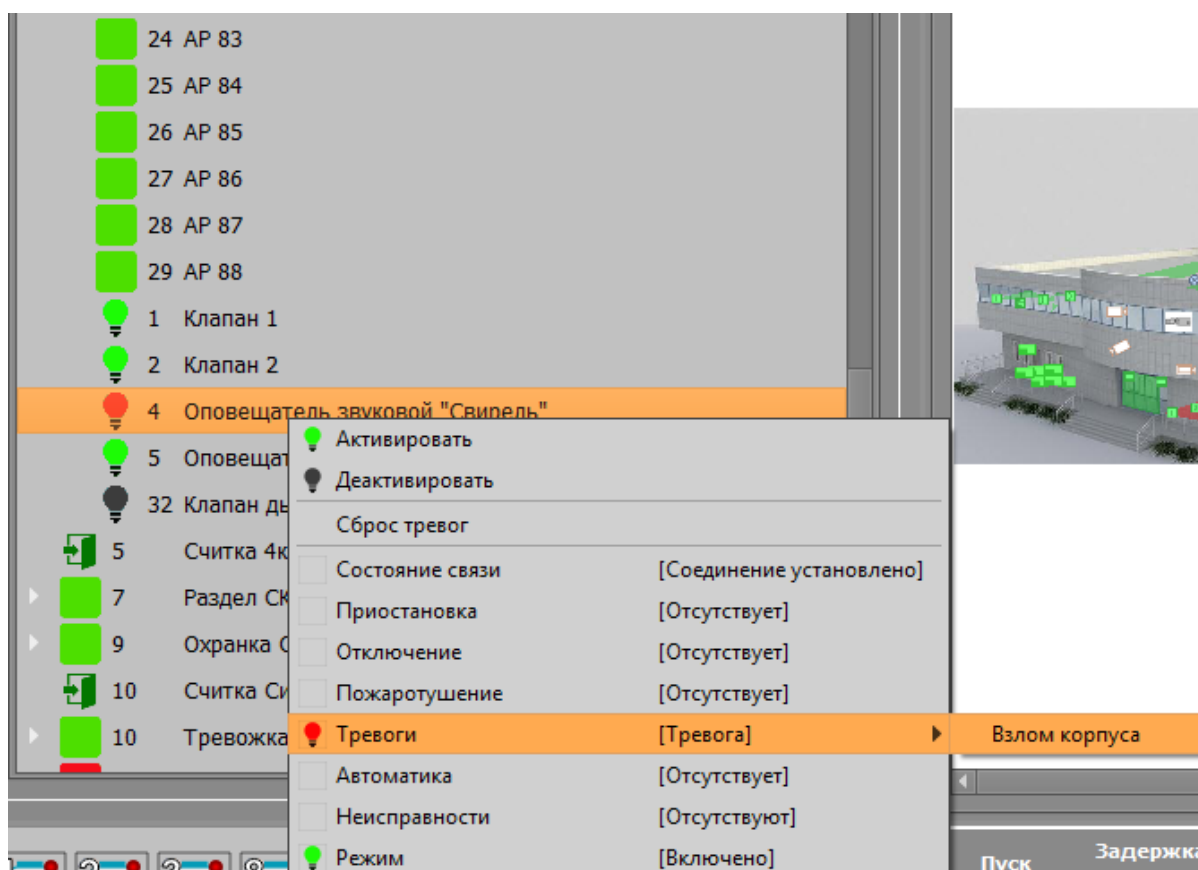 24 АР 83
25 АР 84
26 АР 85
27 АР 86
28 АР 87
29 АР 88
1 Клапан 1
2 Клапан 2
4 Оповещатель звуковой "Свирель"
5 Оповещат
32 Клапан ды
5 Считка 4к
7 Раздел СК
9 Охранка С
10 Считка Си
10 Тревожка
Активировать
Деактивировать
Сброс тревог
Состояние связи [Соединение установлено]
Приостановка [Отсутствует]
Отключение [Отсутствует]
Пожаротушение [Отсутствует]
Тревоги [Тревога]
Взлом корпуса
Автоматика [Отсутствует]
Неисправности [Отсутствуют]
Режим [Включено]
Пуск
Задержка